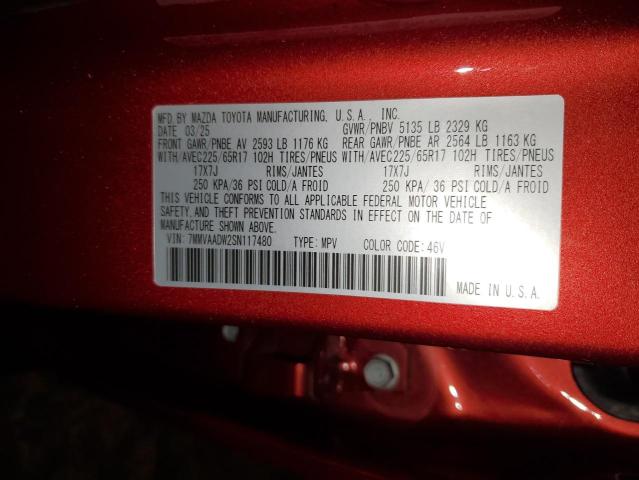 MFD.BY MAZDA TOYOTA MANUFACTURING, U.S.A., INC.
DATE 03/25 GVWR/PNBV 5135 LB 2329 KG
FRONT GAWR/PNBE AV 2593 LB 1176 KG REAR GAWR/PNBE AR 2564 LB 1163 KG
WITH/AVEC225/65R17 102H TIRES/PNEUS WITH/AVEC225/65R17 102H TIRES/PNEUS
17X7J RIMS/JANTES 17X7J RIMS/JANTES
250 KPA/36 PSI COLD/A FROID 250 KPA/ 36 PSI COLD/A FROID
THIS VEHICLE CONFORMS TO ALL APPLICABLE FEDERAL MOTOR VEHICLE
SAFETY,AND THEFT PREVENTION STANDARDS IN EFFECT ON THE DATE OF
MANUFACTURE SHOWN ABOVE.
VIN: 7MMVAADW2SN117480 TYPE: MPV COLOR CODE: 46V
MADE IN U.S.A.